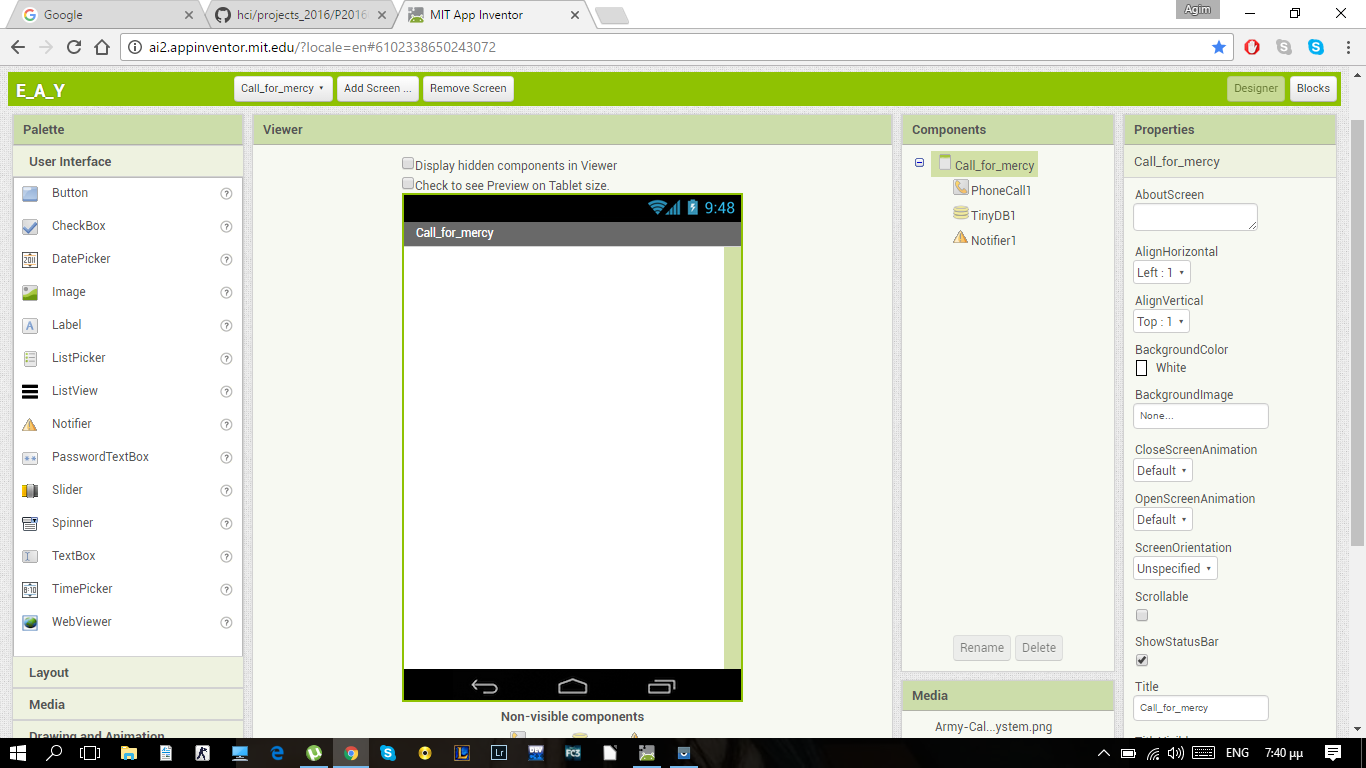 Google
hci/projects_2016/P2016
MIT App Inventor
Agim
ai2.appinventor.mit.edu/?locale=en#6102338650243072
E_A_Y
Call_for_mercy
Add Screen ...
Remove Screen
Designer
Blocks
Palette
User Interface
Button
?
CheckBox
?
DatePicker
?
Image
?
Label
?
ListPicker
?
ListView
?
Notifier
?
PasswordTextBox
?
Slider
?
Spinner
?
TextBox
?
TimePicker
?
WebViewer
?
Layout
Media
Drawing and Animation
Viewer
Display hidden components in Viewer
Check to see Preview on Tablet size.
9:48
Call_for_mercy
Non-visible components
Components
Call_for_mercy
PhoneCall1
TinyDB1
Notifier1
Rename
Delete
Media
Army-Cal...ystem.png
Properties
Call_for_mercy
AboutScreen
AlignHorizontal
Left : 1
AlignVertical
Top : 1
BackgroundColor
White
BackgroundImage
None...
CloseScreenAnimation
Default
OpenScreenAnimation
Default
ScreenOrientation
Unspecified
Scrollable
ShowStatusBar
Title
Call_for_mercy
TitleVisible
ENG
7:40 μμ